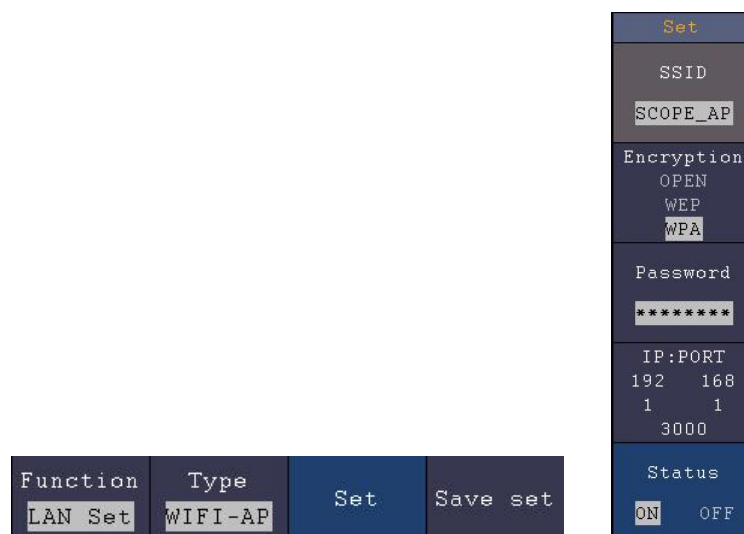 Set
SSID
SCOPE_AP
Encryption
OPEN
WEP
WPA
Password
********
IP:PORT
192 168
1 1
3000
Status
ON OFF
Function Type Set Save set
LAN Set WIFI-AP